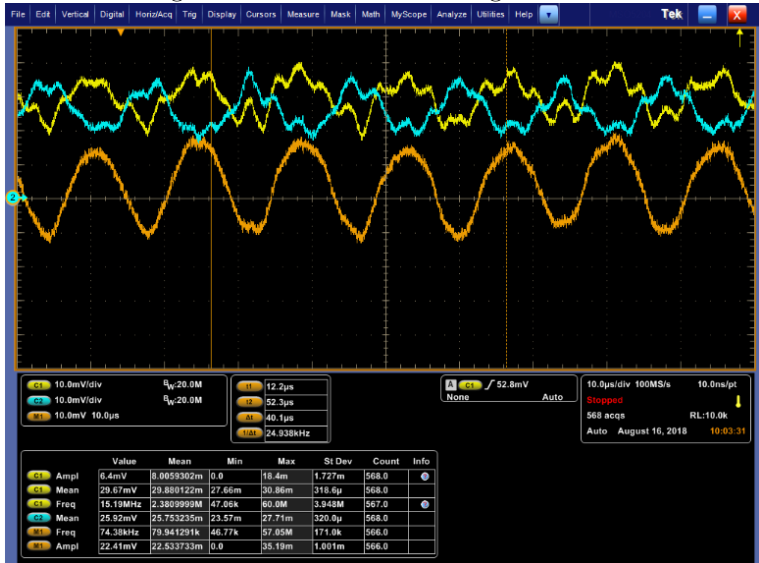 File Edit Vertical Digital Horiz/Acq Trig Display Cursors Measure Mask Math MyScope Analyze Utilities Help Tek X
2
C1 10.0mV/div BW:20.0M
C2 10.0mV/div BW:20.0M
M1 10.0mV 10.0µs
t1 12.2µs
t2 52.3µs
Δt 40.1µs
1/Δt 24.938kHz
A C1 52.8mV
None Auto
10.0µs/div 100MS/s 10.0ns/pt
Stopped
568 acqs RL:10.0k
Auto August 16, 2018 10:03:31
Value Mean Min Max St Dev Count Info
C1 Ampl 6.4mV 8.0059302m 0.0 18.4m 1.727m 568.0
C1 Mean 29.67mV 29.880122m 27.66m 30.86m 318.6µ 568.0
C1 Freq 15.19MHz 2.3809999M 47.06k 60.0M 3.948M 567.0
C2 Mean 25.92mV 25.753235m 23.57m 27.71m 320.0µ 568.0
M1 Freq 74.38kHz 79.941291k 46.77k 57.05M 171.0k 566.0
M1 Ampl 22.41mV 22.533733m 0.0 35.19m 1.001m 566.0